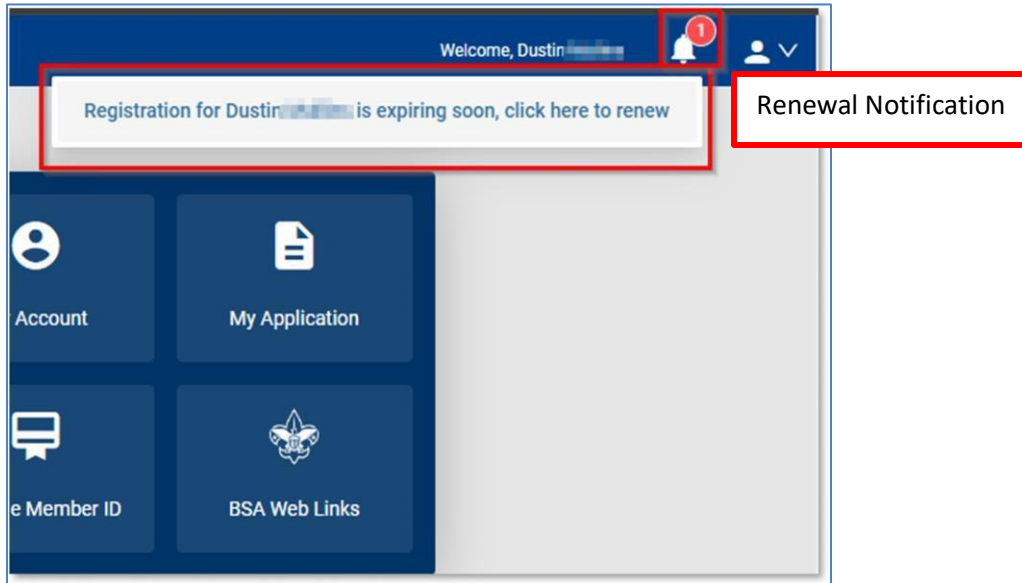 1
Welcome, Dustin
Registration for Dustin is expiring soon, click here to renew
Renewal Notification
Account
My Application
e Member ID
BSA Web Links